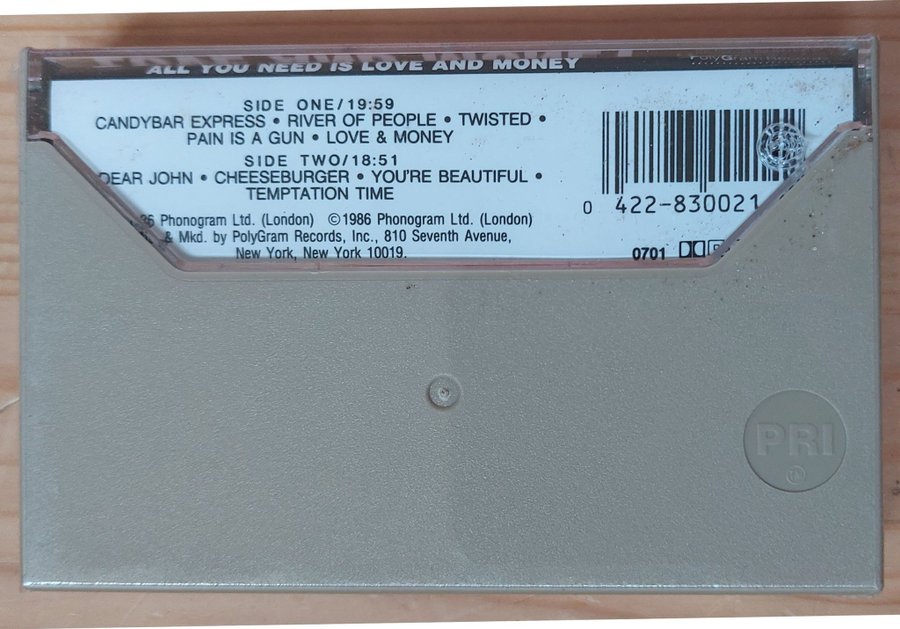 ALL YOU NEED IS LOVE AND MONEY
PolyGram
SIDE ONE/19:59
CANDYBAR EXPRESS • RIVER OF PEOPLE • TWISTED •
PAIN IS A GUN • LOVE & MONEY
SIDE TWO/18:51
DEAR JOHN • CHEESEBURGER • YOU'RE BEAUTIFUL •
TEMPTATION TIME
86 Phonogram Ltd. (London) ©1986 Phonogram Ltd. (London)
& Mkd. by PolyGram Records, Inc., 810 Seventh Avenue,
New York, New York 10019.
0 422-830021
0701
PRI